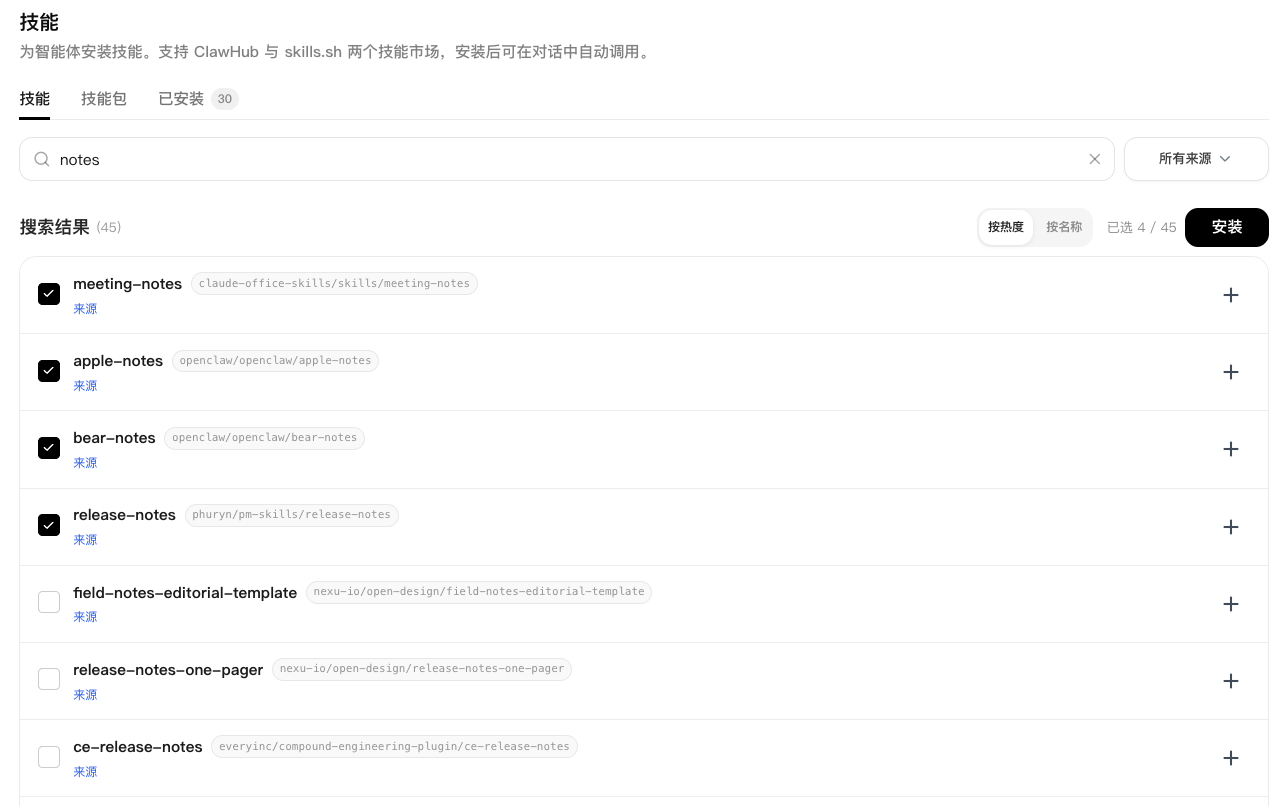 技能
为智能体安装技能。支持 ClawHub 与 skills.sh 两个技能市场，安装后可在对话中自动调用。
技能 技能包 已安装 30
notes 所有来源
搜索结果 (45) 按热度 按名称 已选 4 / 45 安装
meeting-notes claude-office-skills/skills/meeting-notes
来源
apple-notes openclaw/openclaw/apple-notes
来源
bear-notes openclaw/openclaw/bear-notes
来源
release-notes phuryn/pm-skills/release-notes
来源
field-notes-editorial-template nexu-io/open-design/field-notes-editorial-template
来源
release-notes-one-pager nexu-io/open-design/release-notes-one-pager
来源
ce-release-notes everyinc/compound-engineering-plugin/ce-release-notes
来源